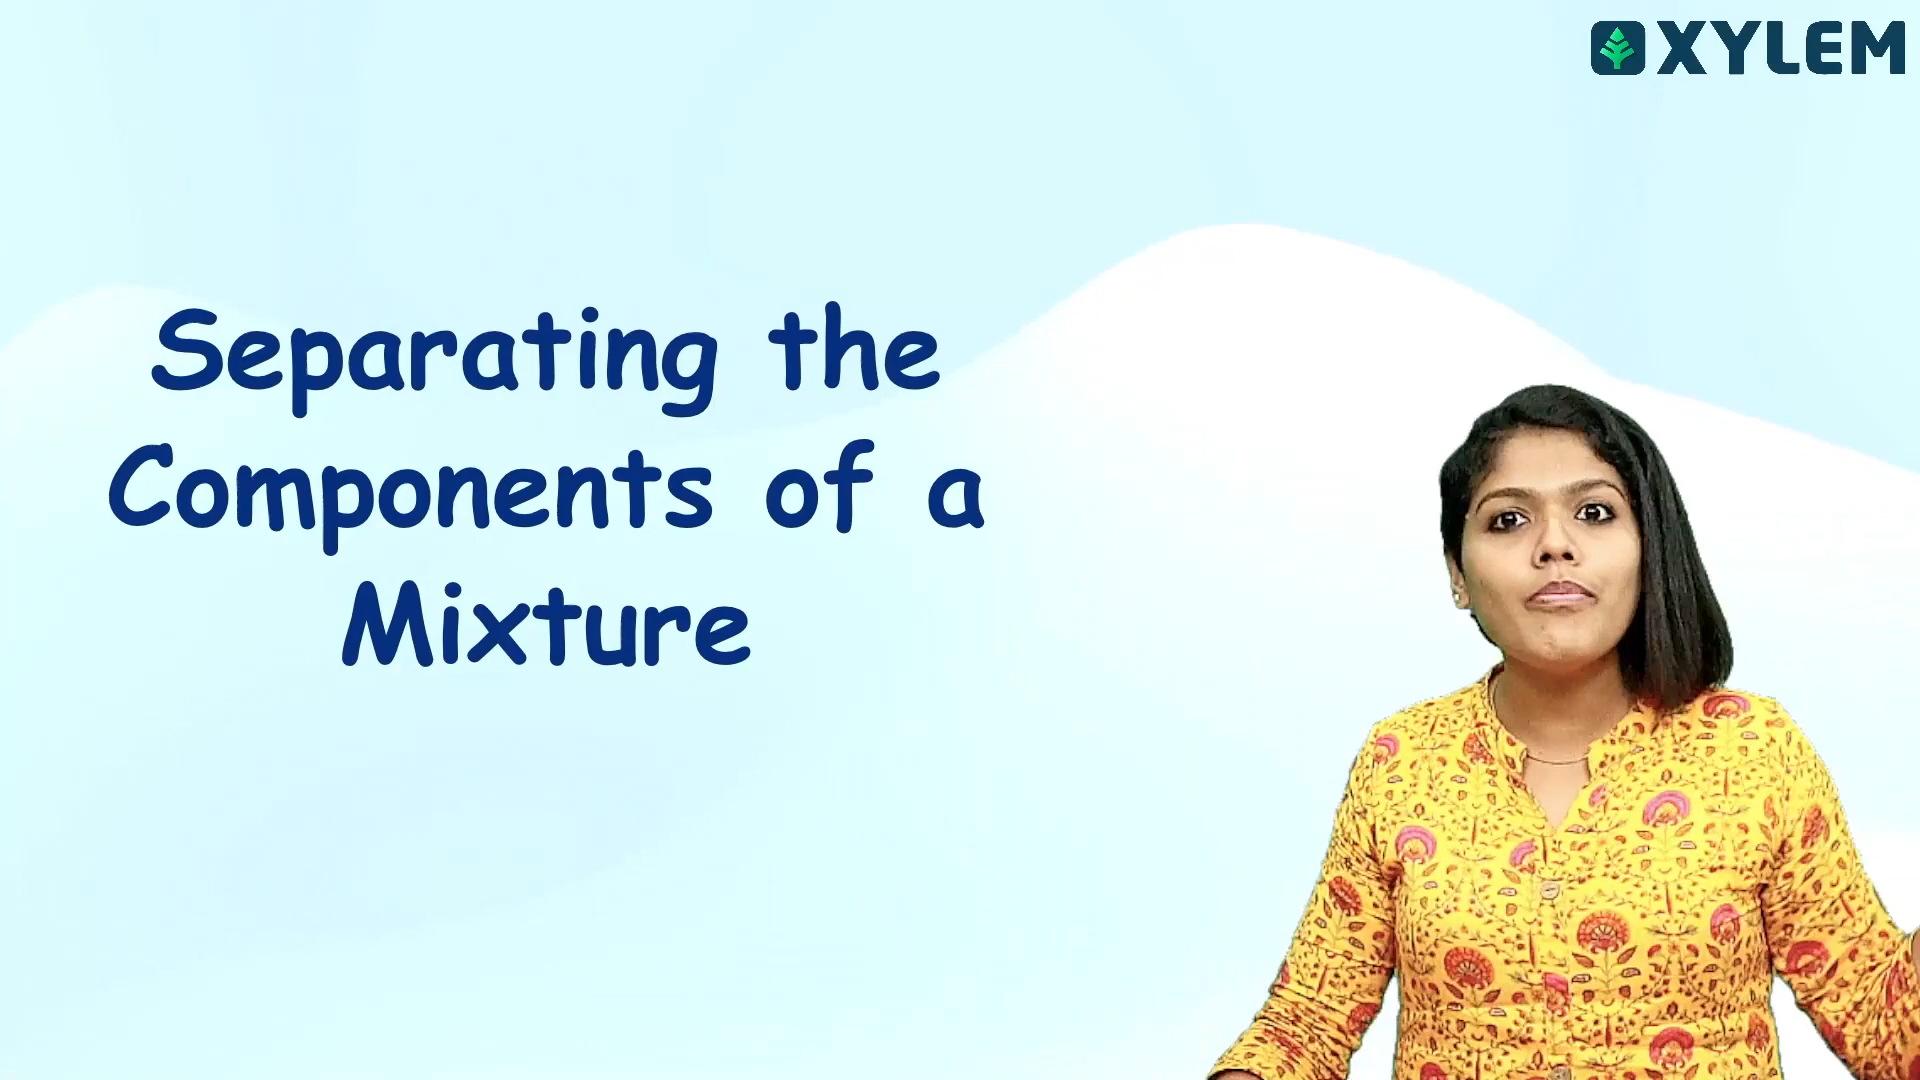 XYLEM
Separating the
Components of a
Mixture